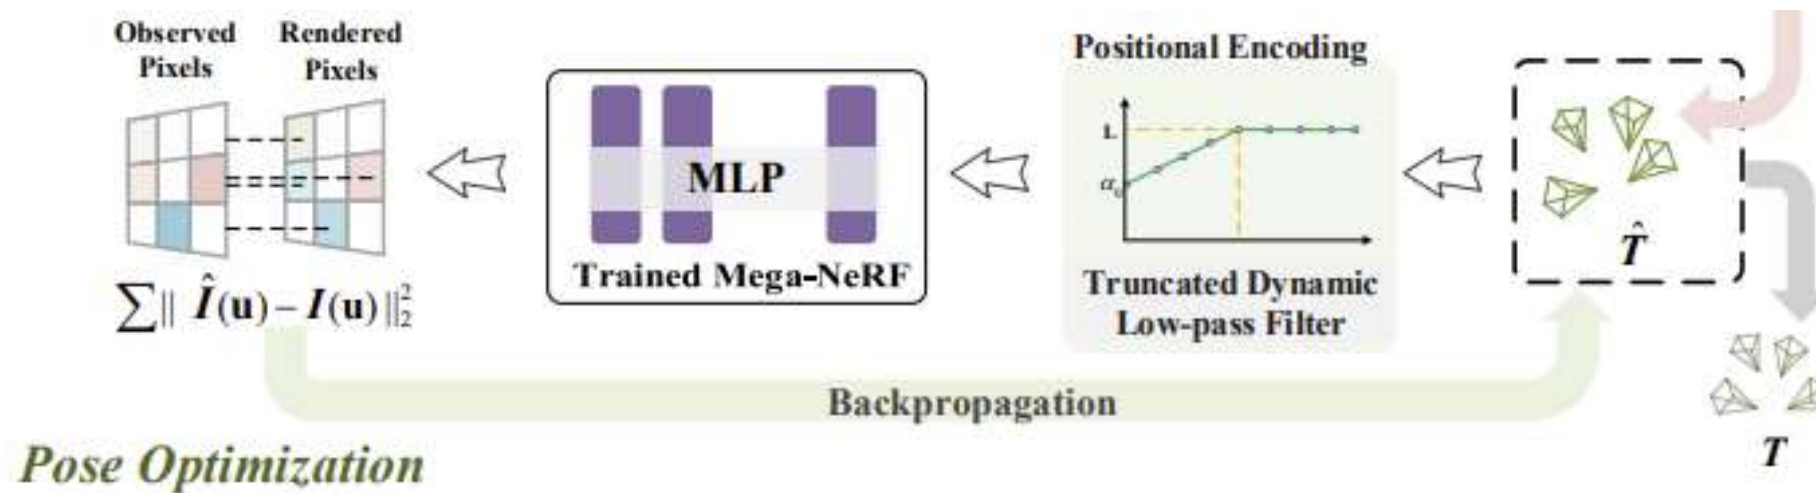 Observed Pixels
Rendered Pixels
∑|| Î(u) – I(u) ||₂²
MLP
Trained Mega-NeRF
Positional Encoding
L
α₀
Truncated Dynamic
Low-pass Filter
T̂
T
Backpropagation
Pose Optimization